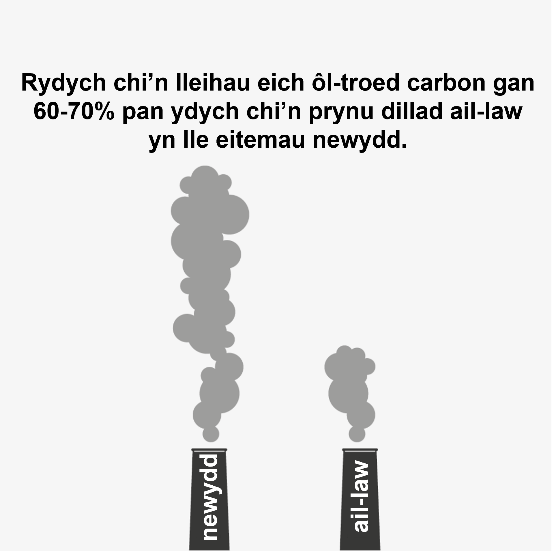 Rydych chi’n lleihau eich ôl-troed carbon gan
60-70% pan ydych chi’n prynu dillad ail-law
yn lle eitemau newydd.
newydd
ail-law